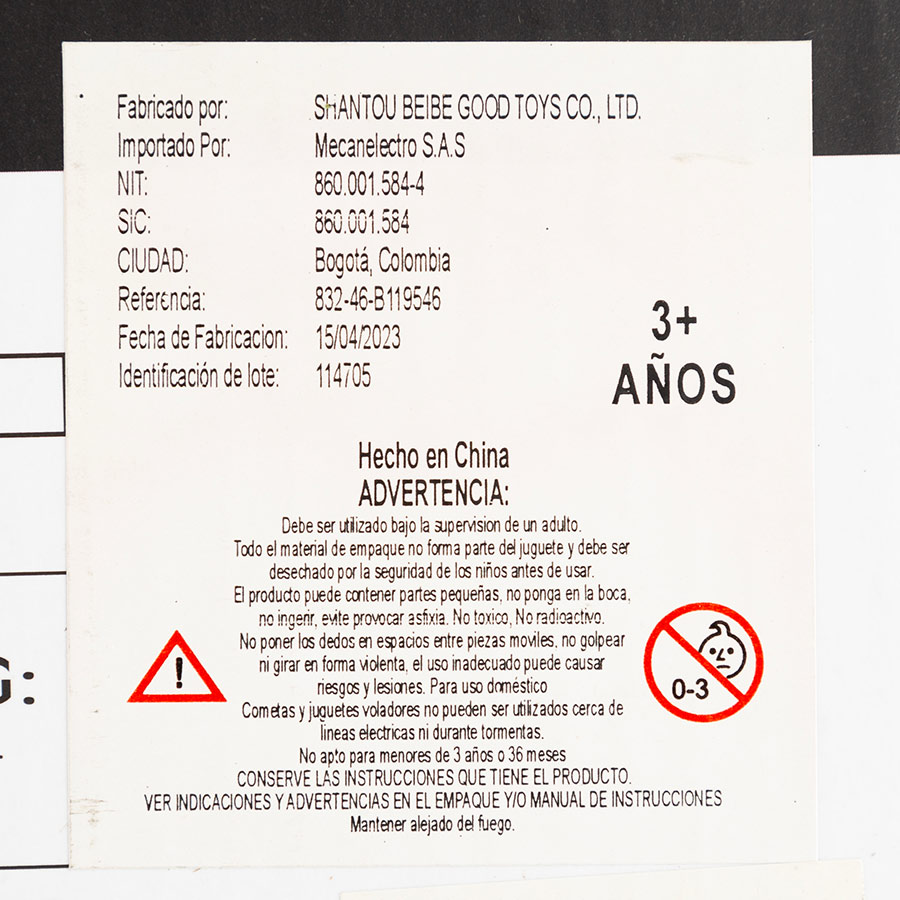 Fabricado por: SHANTOU BEIBE GOOD TOYS CO., LTD.
Importado Por: Mecanelectro S.A.S
NIT: 860.001.584-4
SIC: 860.001.584
CIUDAD: Bogotá, Colombia
Referencia: 832-46-B119546
Fecha de Fabricacion: 15/04/2023
Identificación de lote: 114705
3+
AÑOS
Hecho en China
ADVERTENCIA:
Debe ser utilizado bajo la supervision de un adulto.
Todo el material de empaque no forma parte del juguete y debe ser
desechado por la seguridad de los niños antes de usar.
El producto puede contener partes pequeñas, no ponga en la boca,
no ingerir, evite provocar asfixia. No toxico, No radioactivo.
No poner los dedos en espacios entre piezas moviles, no golpear
ni girar en forma violenta, el uso inadecuado puede causar
riesgos y lesiones. Para uso doméstico
Cometas y juguetes voladores no pueden ser utilizados cerca de
lineas electricas ni durante tormentas.
No apto para menores de 3 años o 36 meses
CONSERVE LAS INSTRUCCIONES QUE TIENE EL PRODUCTO.
VER INDICACIONES Y ADVERTENCIAS EN EL EMPAQUE Y/O MANUAL DE INSTRUCCIONES
Mantener alejado del fuego.
!
0-3
G: